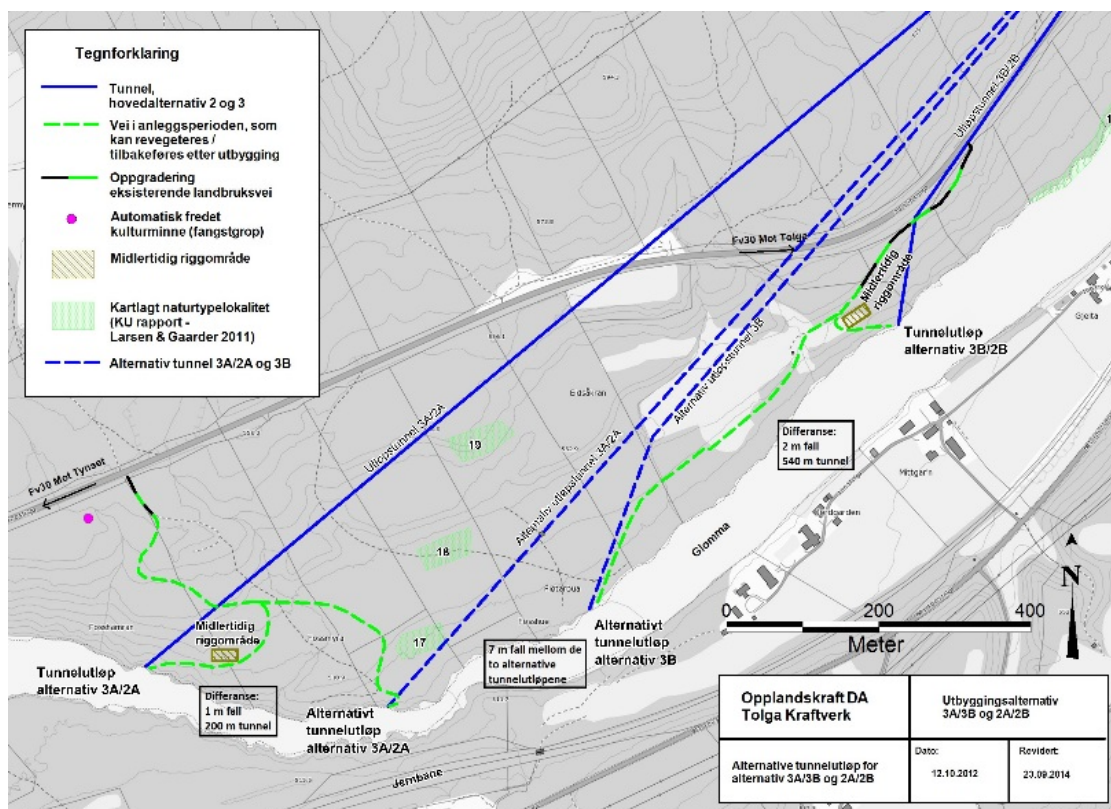 Tegnforklaring
Tunnel,
hovedalternativ 2 og 3
Vei i anleggsperioden, som
kan revegeteres /
tilbakeføres etter utbygging
Oppgradering
eksisterende landbruksvei
Automatisk fredet
kulturminne (fangstgrop)
Midlertidig riggområde
Kartlagt naturtypelokalitet
(KU rapport -
Larsen & Gaarder 2011)
Alternativ tunnel 3A/2A og 3B
Utløpstunnel 3B/2B
Fv30 Mot Tolga
Midlertidig
riggområde
Gjelta
Tunnelutløp
alternativ 3B/2B
Alternativ utløpstunnel 3B
Eidsåkran
Utløpstunnel 3A/2A
Alternativ utløpstunnel 3A/2A
19
18
17
Differanse:
2 m fall
540 m tunnel
Fv30 Mot Tynset
Glomma
0 200 400
Meter
N
Midlertidig
riggområde
Tunnelutløp
alternativ 3A/2A
Differanse:
1 m fall
200 m tunnel
Alternativt
tunnelutløp
alternativ 3A/2A
7 m fall mellom de
to alternative
tunnelutløpene
Alternativt
tunnelutløp
alternativ 3B
Jernbane
Opplandskraft DA
Tolga Kraftverk
Utbyggingsalternativ
3A/3B og 2A/2B
Alternative tunnelutløp for
alternativ 3A/3B og 2A/2B
Dato:
12.10.2012
Revidert:
23.09.2014